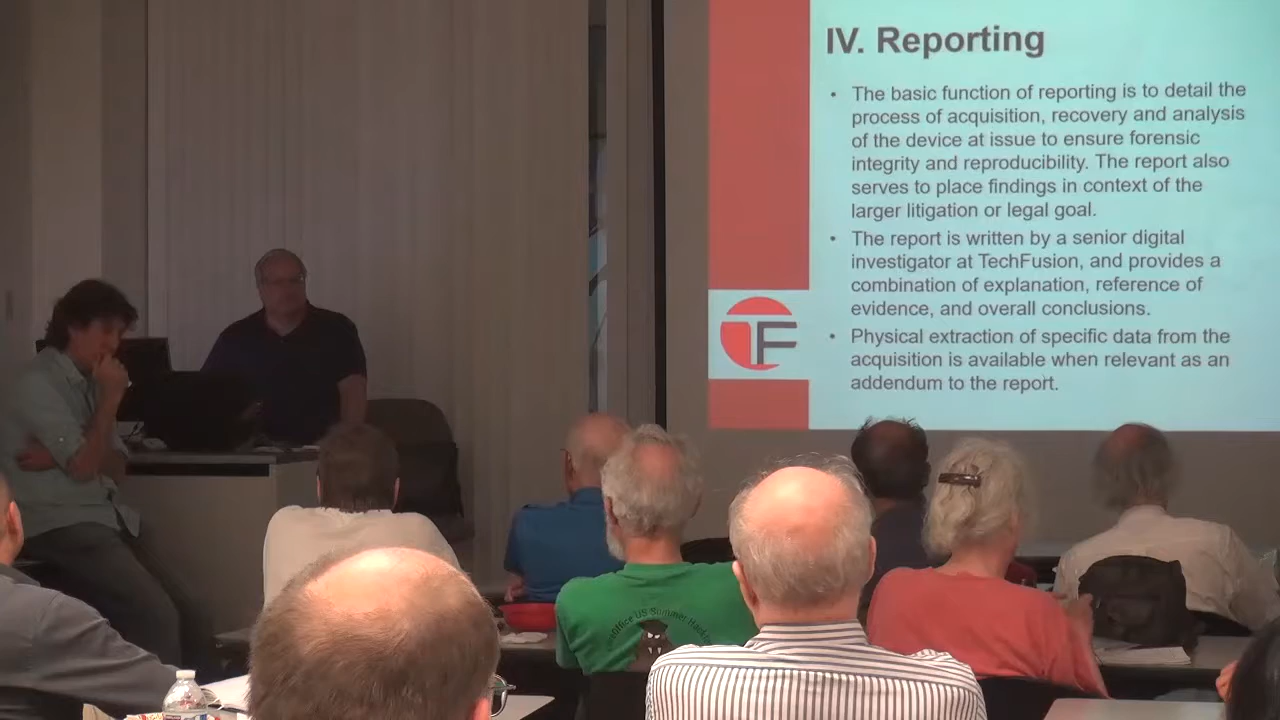 IV. Reporting
• The basic function of reporting is to detail the
process of acquisition, recovery and analysis
of the device at issue to ensure forensic
integrity and reproducibility. The report also
serves to place findings in context of the
larger litigation or legal goal.
• The report is written by a senior digital
investigator at TechFusion, and provides a
combination of explanation, reference of
evidence, and overall conclusions.
• Physical extraction of specific data from the
acquisition is available when relevant as an
addendum to the report.
TF
Office US Summer